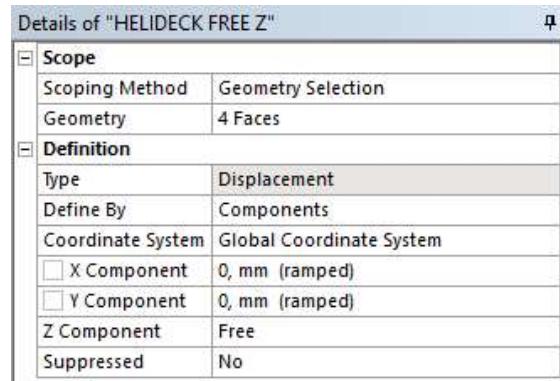 Details of "HELIDECK FREE Z"
Scope
Scoping Method Geometry Selection
Geometry 4 Faces
Definition
Type Displacement
Define By Components
Coordinate System Global Coordinate System
X Component 0, mm (ramped)
Y Component 0, mm (ramped)
Z Component Free
Suppressed No